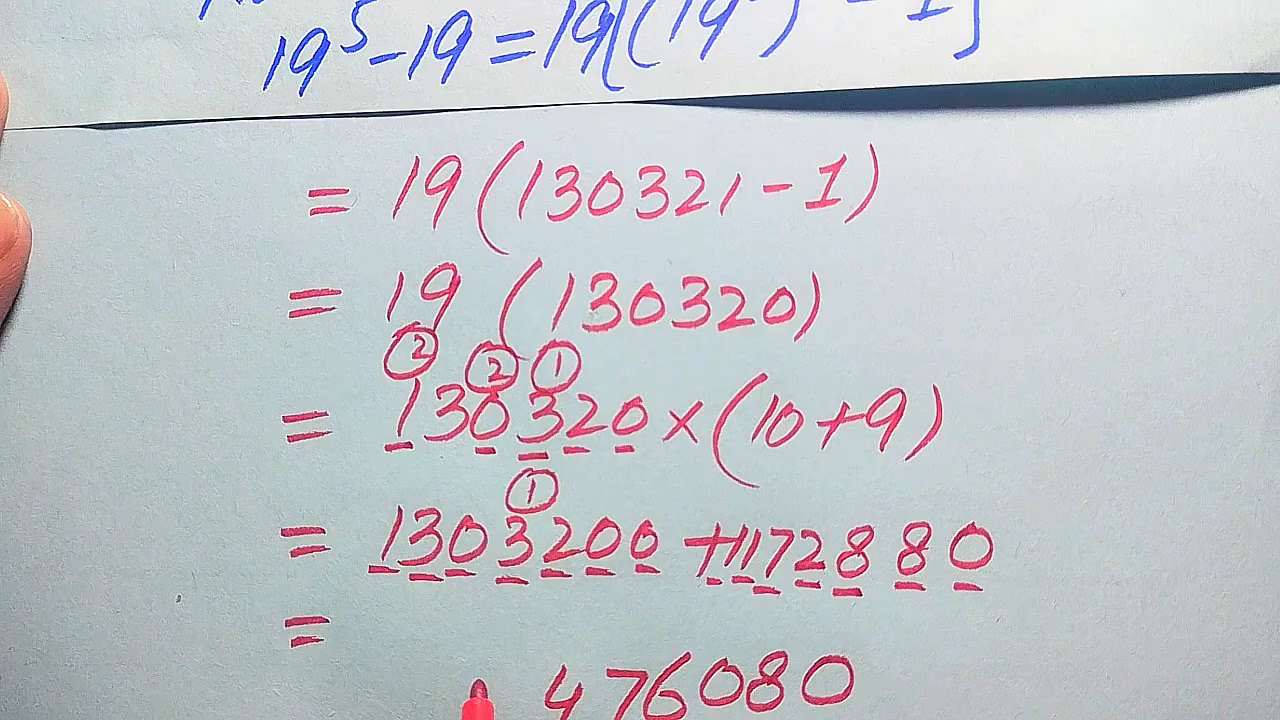 19⁵-19=19[(19 ) - 1]
= 19(130321-1)
= 19 (130320)
② ② ①
= 130320×(10+9)
①
= 1303200 +1172880
=
476080